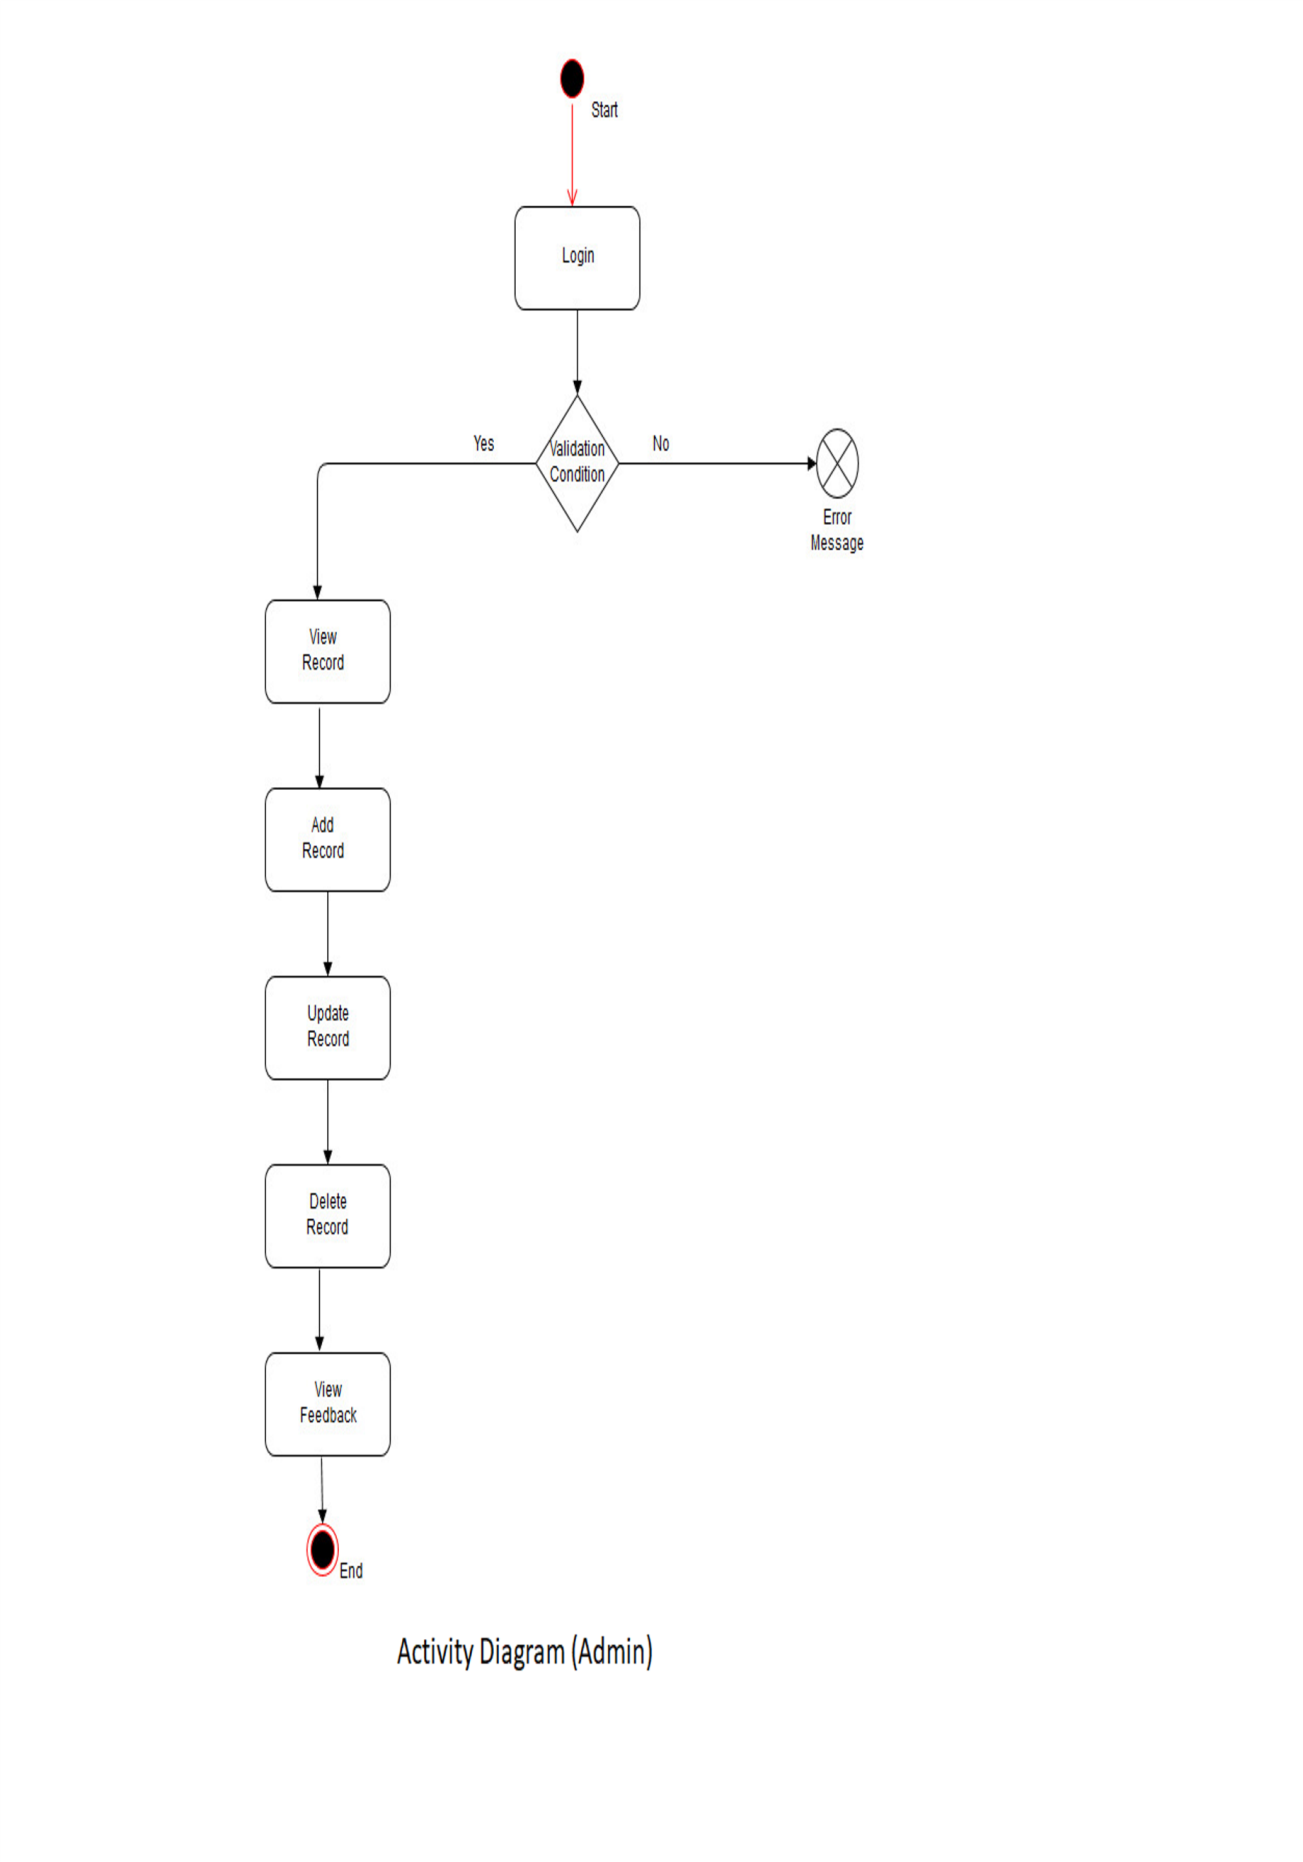 Start
Login
Yes
Validation
Condition
No
Error
Message
View
Record
Add
Record
Update
Record
Delete
Record
View
Feedback
End
Activity Diagram (Admin)